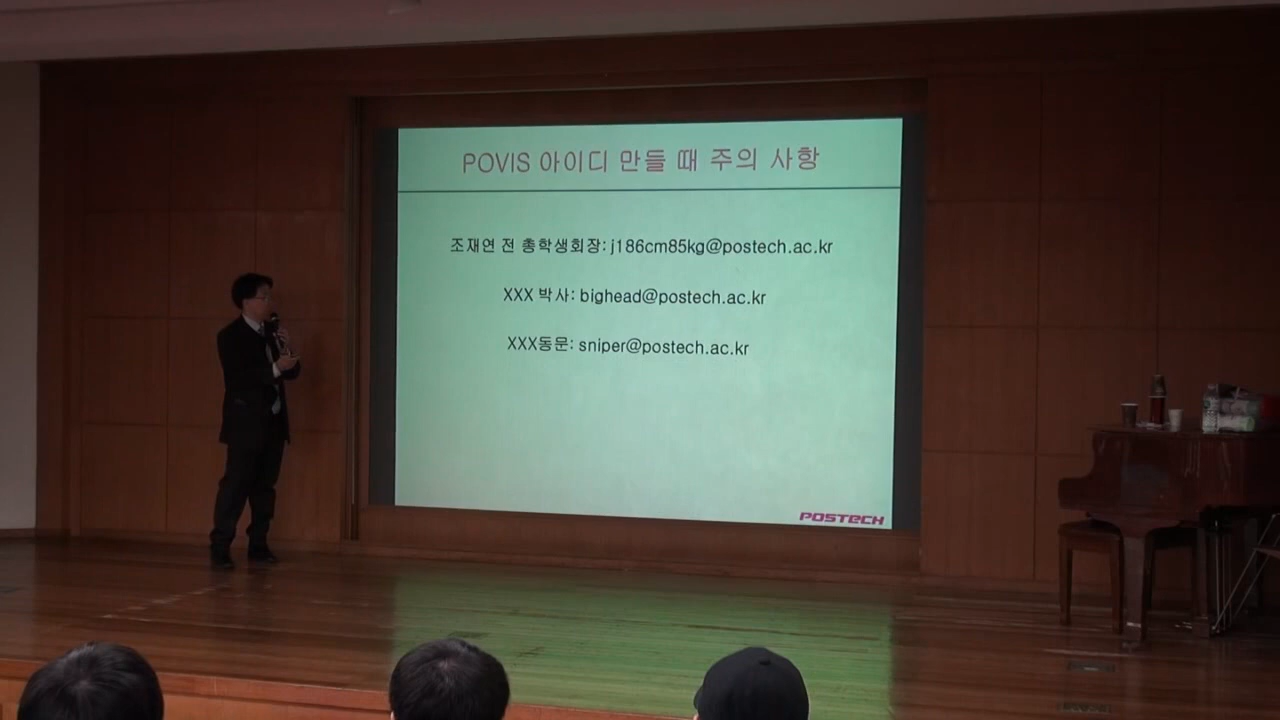 POVIS 아이디 만들 때 주의 사항
조재연 전 총학생회장: j186cm85kg@postech.ac.kr
XXX 박사: bighead@postech.ac.kr
XXX동문: sniper@postech.ac.kr
POSTECH